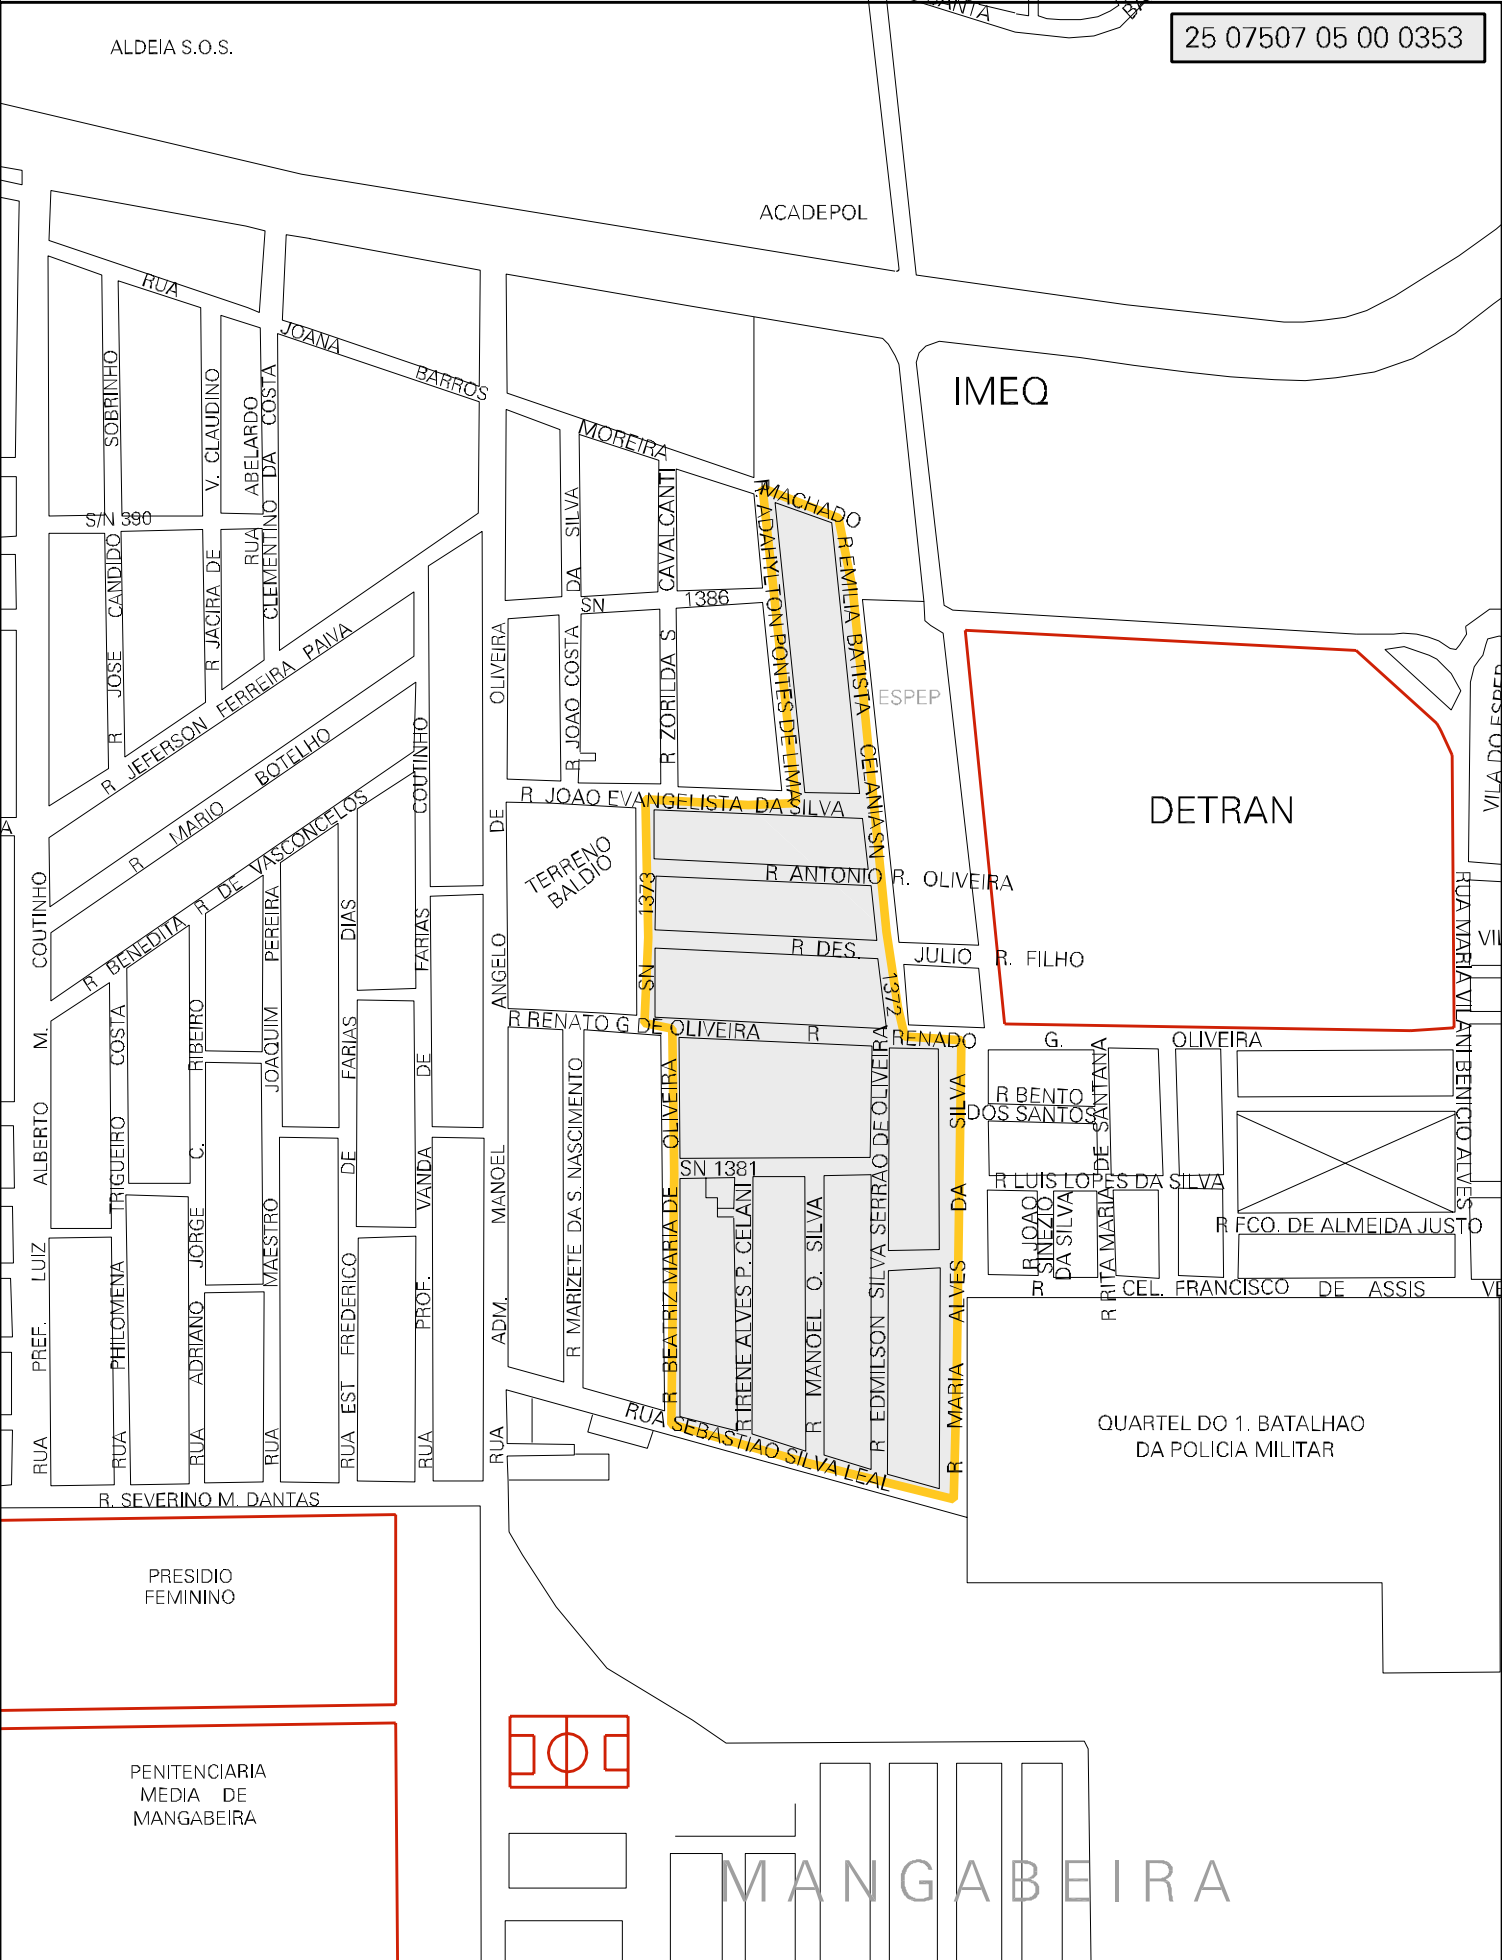 SANTA
25 07507 05 00 0353
ALDEIA S.O.S.
ACADEPOL
IMEQ
RUA JOANA BARROS MOREIRA MACHADO
R JOSE CANDIDO SOBRINHO
R JACIRA DE V. CLAUDINO
RUA ABELARDO
CLEMENTINO DA COSTA
S/N 390
R JEFERSON FERREIRA PAIVA
R MARIO BOTELHO
R BENEDITA R DE VASCONCELOS
R JOAO COSTA DA SILVA
R ZORILDA S CAVALCANTI
SN 1386
R ADAHYLTON PONTES DE LIMA
R EMILIA BATISTA CELANI
SN 1372
ESPEP
DETRAN
VILA DO ESPEP
R JOAO EVANGELISTA DA SILVA
TERRENO
BALDIO
SN 1373
R ANTONIO R. OLIVEIRA
R DES. JULIO R. FILHO
R RENATO G DE OLIVEIRA
R RENADO G. OLIVEIRA
RUA MARIA VILANI BENICIO ALVES
RUA PREF. LUIZ ALBERTO M. COUTINHO
RUA PHILOMENA TRIGUEIRO COSTA
RUA ADRIANO JORGE C. RIBEIRO
RUA MAESTRO JOAQUIM PEREIRA
RUA EST FREDERICO DE FARIAS DIAS
RUA PROF. VANDA DE FARIAS COUTINHO
RUA ADM. MANOEL ANGELO DE OLIVEIRA
R MARIZETE DA S. NASCIMENTO
R BEATRIZ MARIA DE OLIVEIRA
SN 1381
R IRENE ALVES P. CELANI
R MANOEL O. SILVA
R EDMILSON SILVA SERRAO DE OLIVEIRA
R MARIA ALVES DA SILVA
R BENTO
DOS SANTOS
R LUIS LOPES DA SILVA
R JOAO
SINEZIO
DA SILVA
R RITA MARIA DE SANTANA
R FCO. DE ALMEIDA JUSTO
R CEL. FRANCISCO DE ASSIS VE
VIL
RUA SEBASTIAO SILVA LEAL
QUARTEL DO 1. BATALHAO
DA POLICIA MILITAR
R. SEVERINO M. DANTAS
PRESIDIO
FEMININO
PENITENCIARIA
MEDIA DE
MANGABEIRA
MANGABEIRA